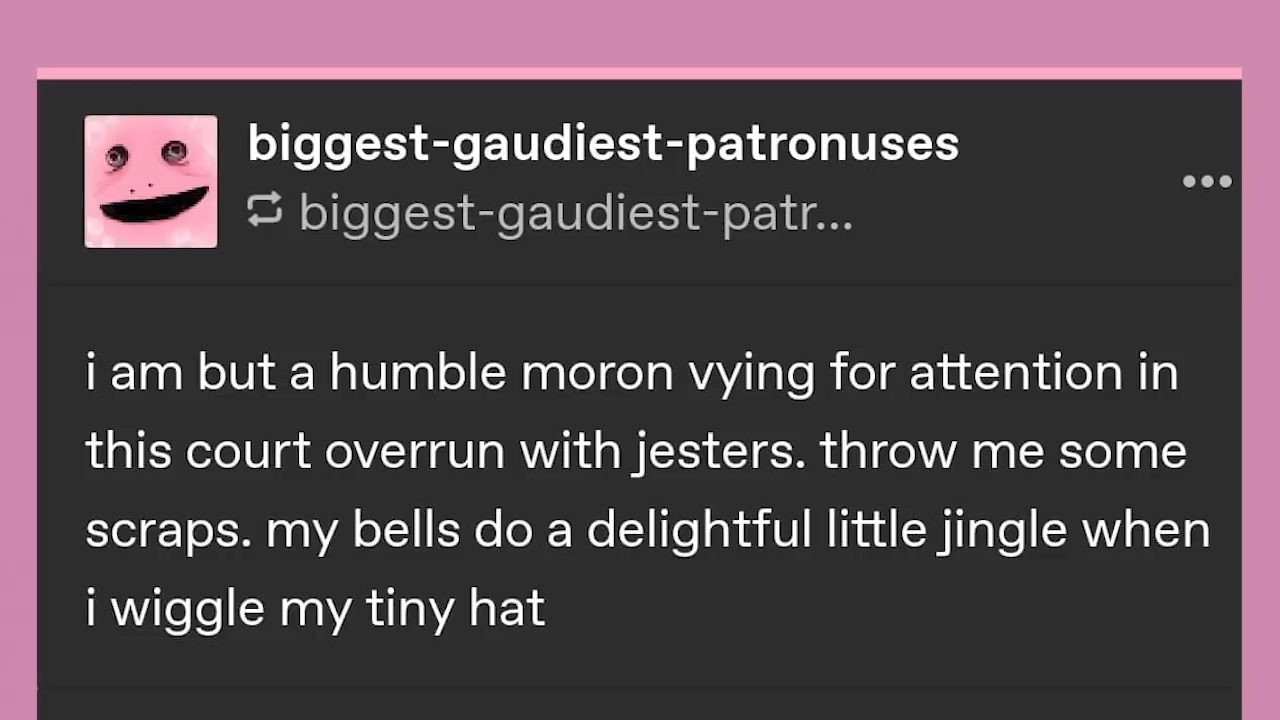 biggest-gaudiest-patronuses
biggest-gaudiest-patr...
i am but a humble moron vying for attention in
this court overrun with jesters. throw me some
scraps. my bells do a delightful little jingle when
i wiggle my tiny hat